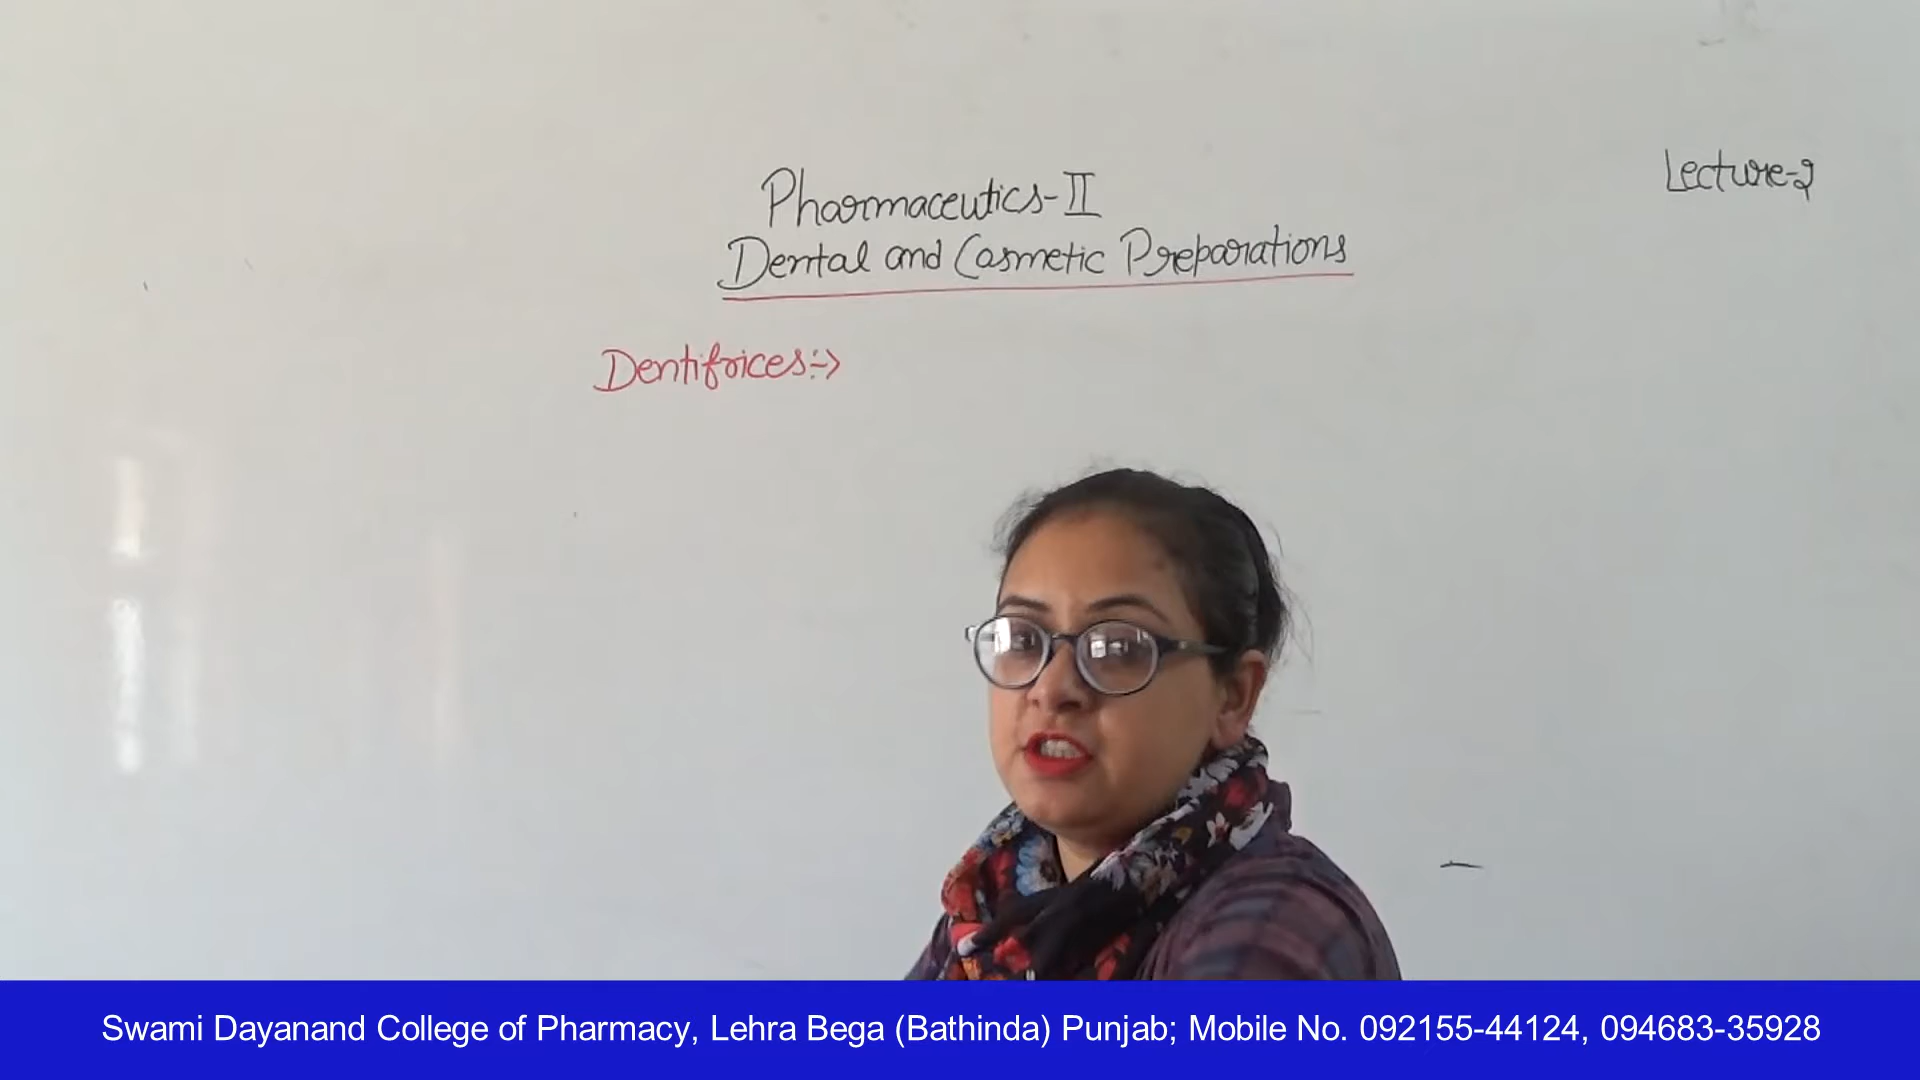 Lecture-2
Pharmaceutics-II
Dental and Cosmetic Preparations
Dentifrices:->
Swami Dayanand College of Pharmacy, Lehra Bega (Bathinda) Punjab; Mobile No. 092155-44124, 094683-35928